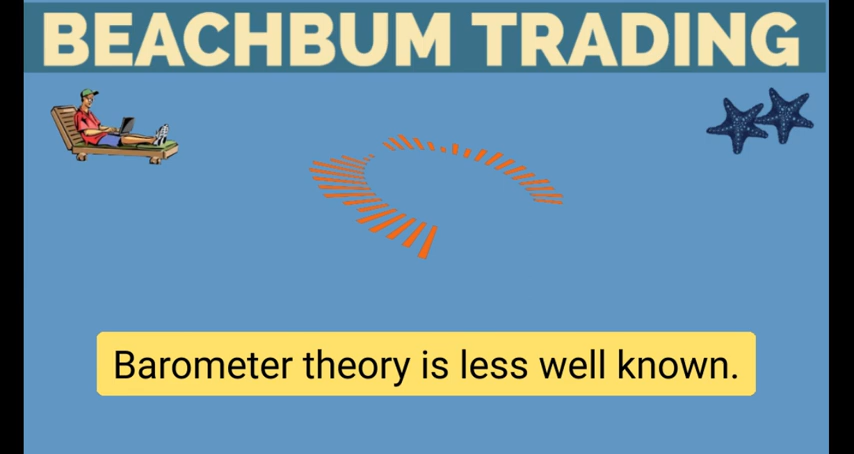 BEACHBUM TRADING
Barometer theory is less well known.